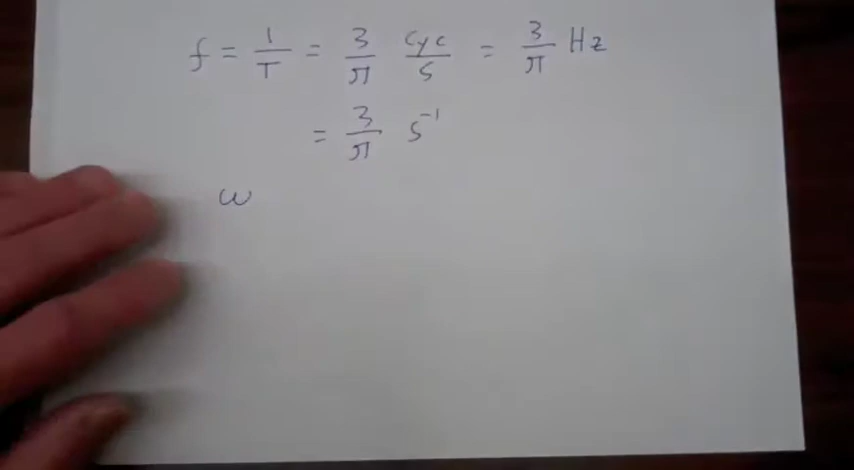 f = 1/T = 3/π cyc/s = 3/π Hz
= 3/π s⁻¹
ω